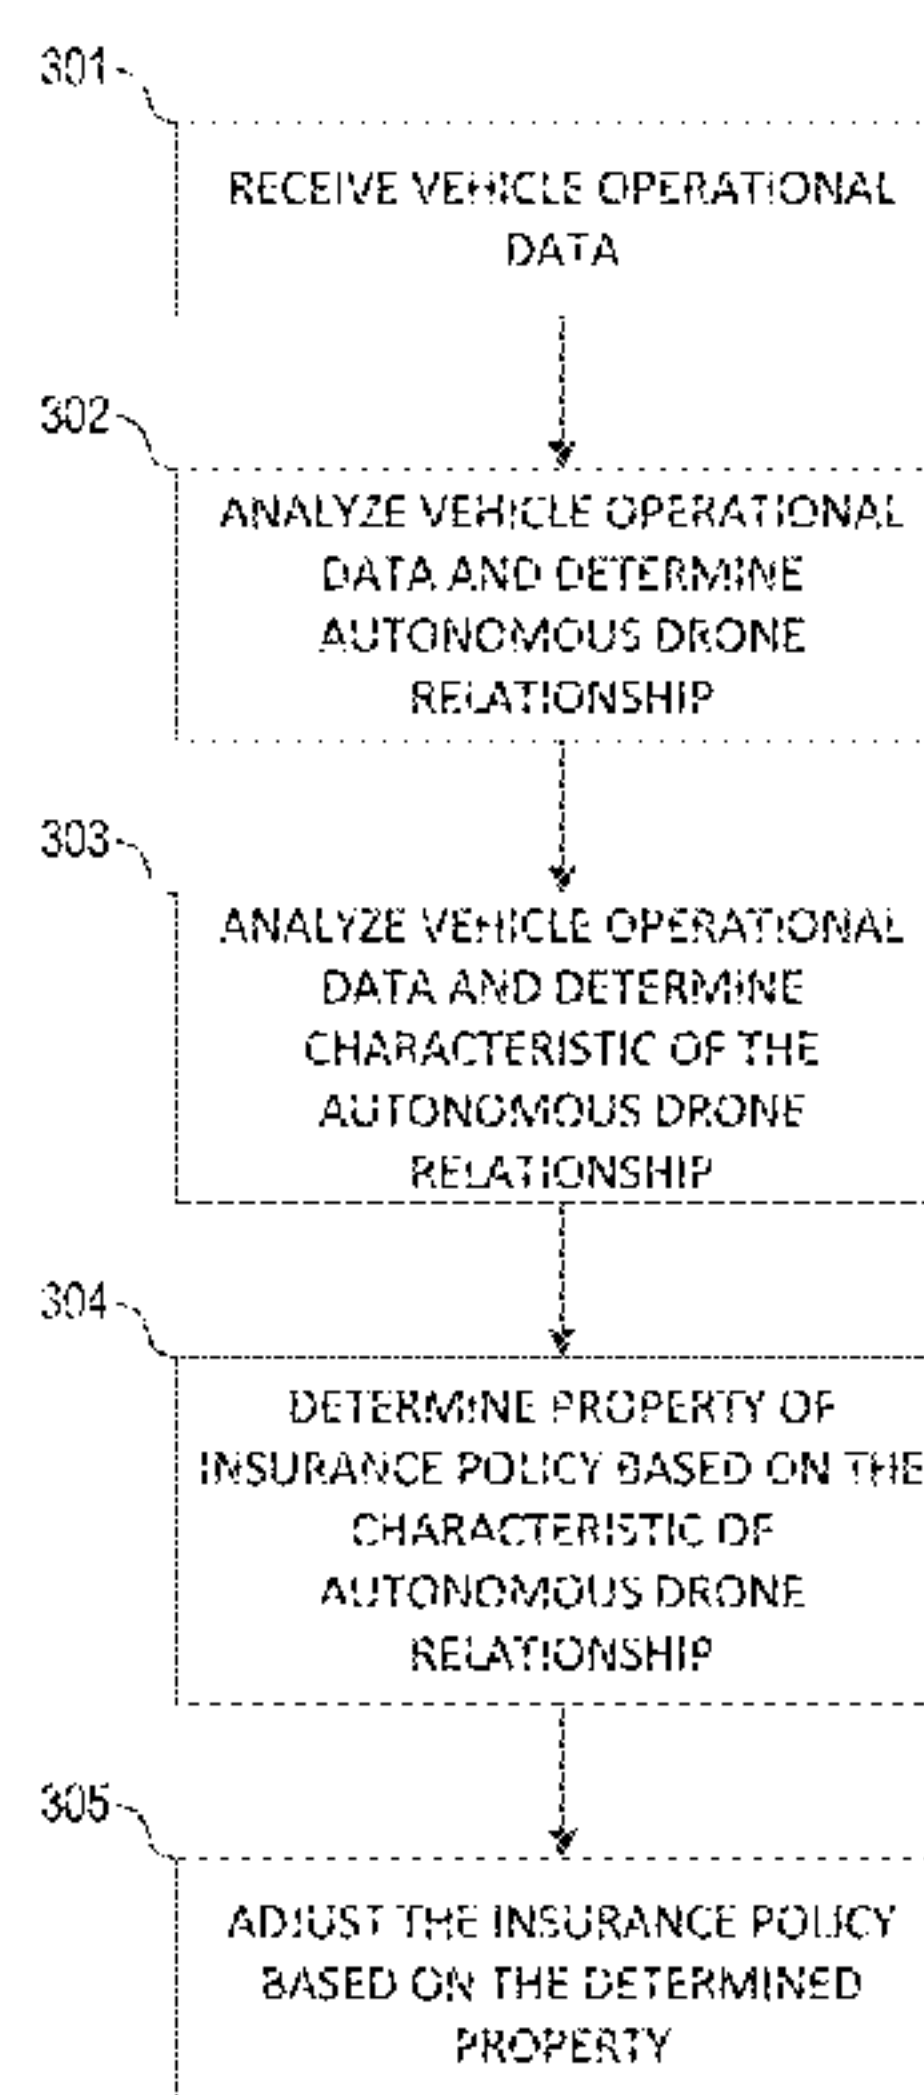 301
RECEIVE VEHICLE OPERATIONAL
DATA
302
ANALYZE VEHICLE OPERATIONAL
DATA AND DETERMINE
AUTONOMOUS DRONE
RELATIONSHIP
303
ANALYZE VEHICLE OPERATIONAL
DATA AND DETERMINE
CHARACTERISTIC OF THE
AUTONOMOUS DRONE
RELATIONSHIP
304
DETERMINE PROPERTY OF
INSURANCE POLICY BASED ON THE
CHARACTERISTIC OF
AUTONOMOUS DRONE
RELATIONSHIP
305
ADJUST THE INSURANCE POLICY
BASED ON THE DETERMINED
PROPERTY